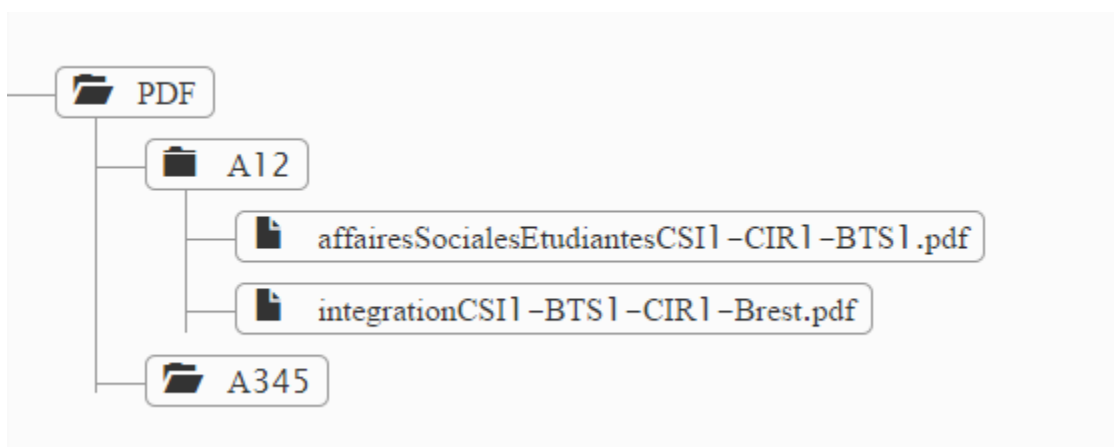 PDF
A12
affairesSocialesEtudiantesCSI1-CIR1-BTS1.pdf
integrationCSI1-BTS1-CIR1-Brest.pdf
A345